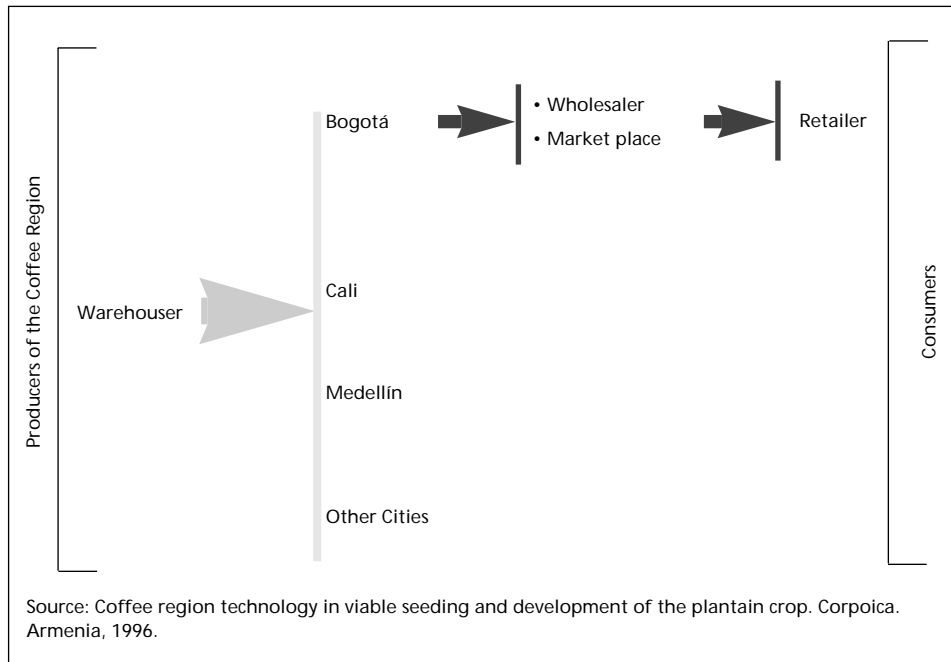 Producers of the Coffee Region
Warehouser
Bogotá
• Wholesaler
• Market place
Retailer
Cali
Medellín
Other Cities
Consumers
Source: Coffee region technology in viable seeding and development of the plantain crop. Corpoica.
Armenia, 1996.